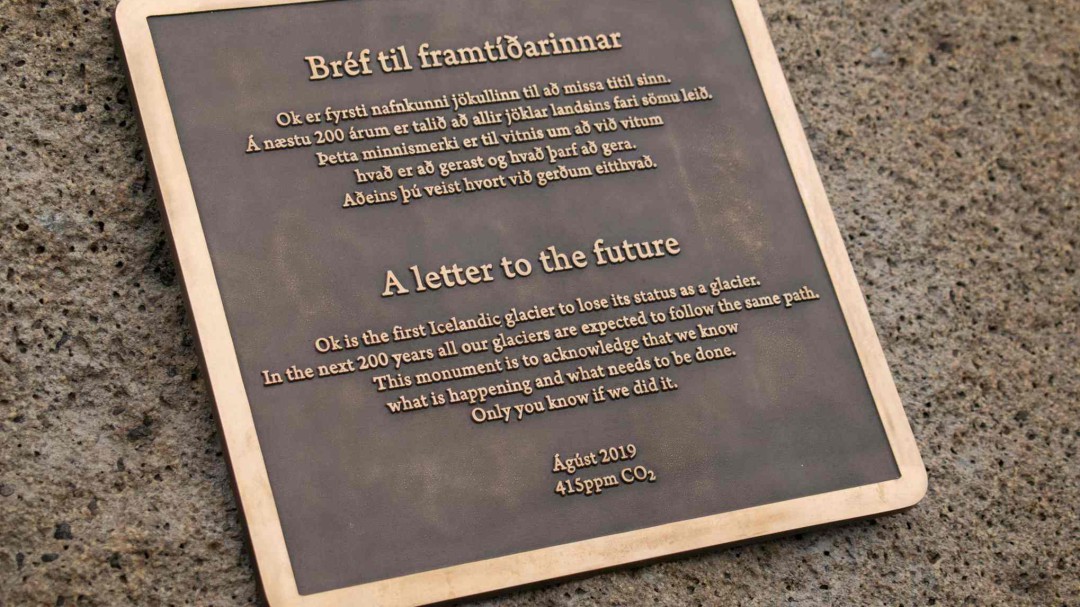 Bréf til framtíðarinnar
Ok er fyrsti nafnkunni jökullinn til að missa titil sinn.
Á næstu 200 árum er talið að allir jöklar landsins fari sömu leið.
Þetta minnismerki er til vitnis um að við vitum
hvað er að gerast og hvað þarf að gera.
Aðeins þú veist hvort við gerðum eitthvað.
A letter to the future
Ok is the first Icelandic glacier to lose its status as a glacier.
In the next 200 years all our glaciers are expected to follow the same path.
This monument is to acknowledge that we know
what is happening and what needs to be done.
Only you know if we did it.
Ágúst 2019
415ppm CO₂